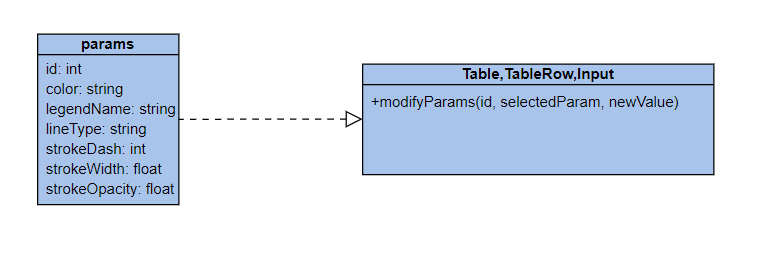 params
id: int
color: string
legendName: string
lineType: string
strokeDash: int
strokeWidth: float
strokeOpacity: float
Table,TableRow,Input
+modifyParams(id, selectedParam, newValue)